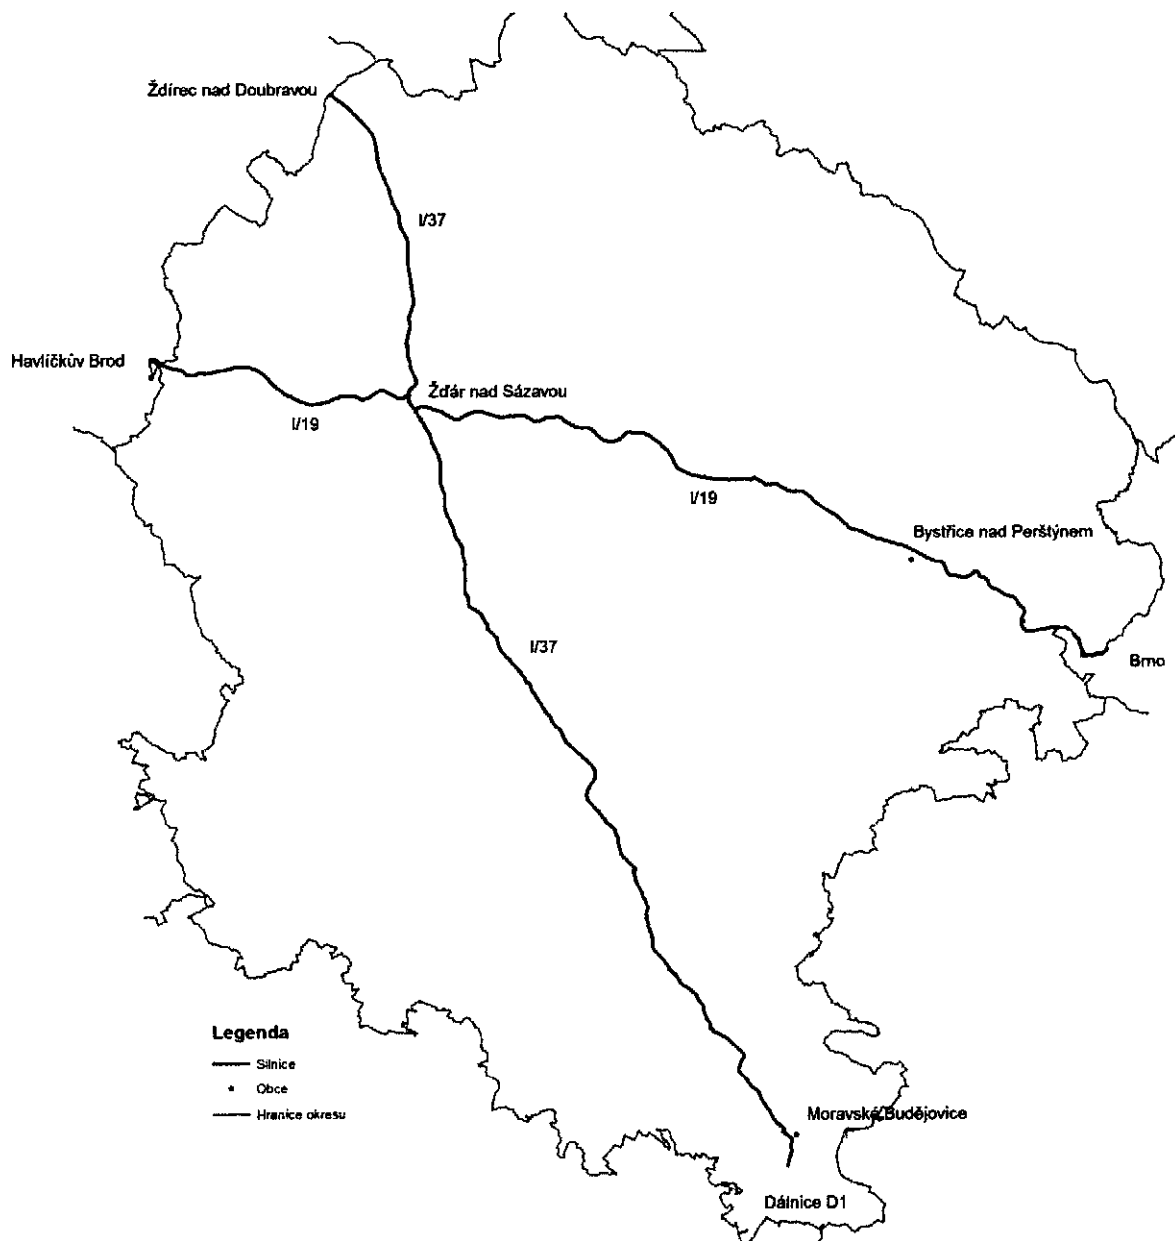 Ždírec nad Doubravou
I/37
Havlíčkův Brod
Žďár nad Sázavou
I/19
I/19
Bystřice nad Perštýnem
I/37
Brno
Legenda
Silnice
Obce
Hranice okresu
Moravské Budějovice
Dálnice D1